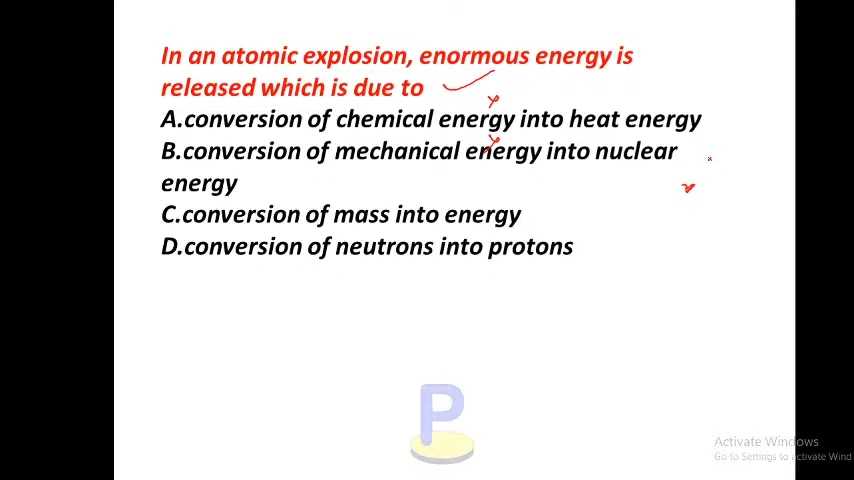 In an atomic explosion, enormous energy is
released which is due to
A.conversion of chemical energy into heat energy
B.conversion of mechanical energy into nuclear
energy
C.conversion of mass into energy
D.conversion of neutrons into protons
P
Activate Windows
Go to Settings to activate Wind